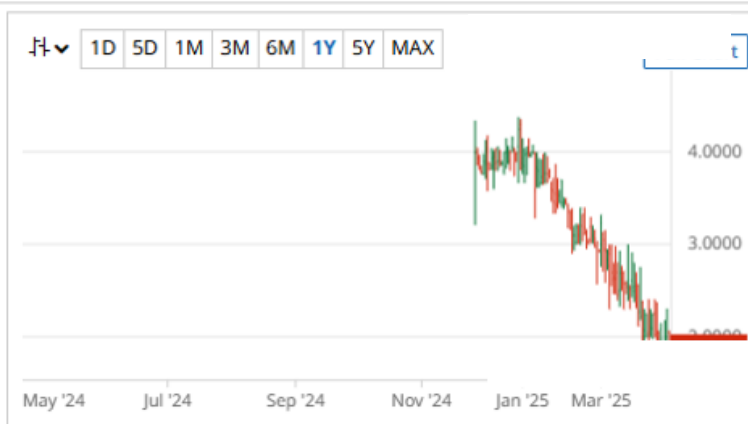 1D 5D 1M 3M 6M 1Y 5Y MAX
t
4.0000
3.0000
May '24 Jul '24 Sep '24 Nov '24 Jan '25 Mar '25